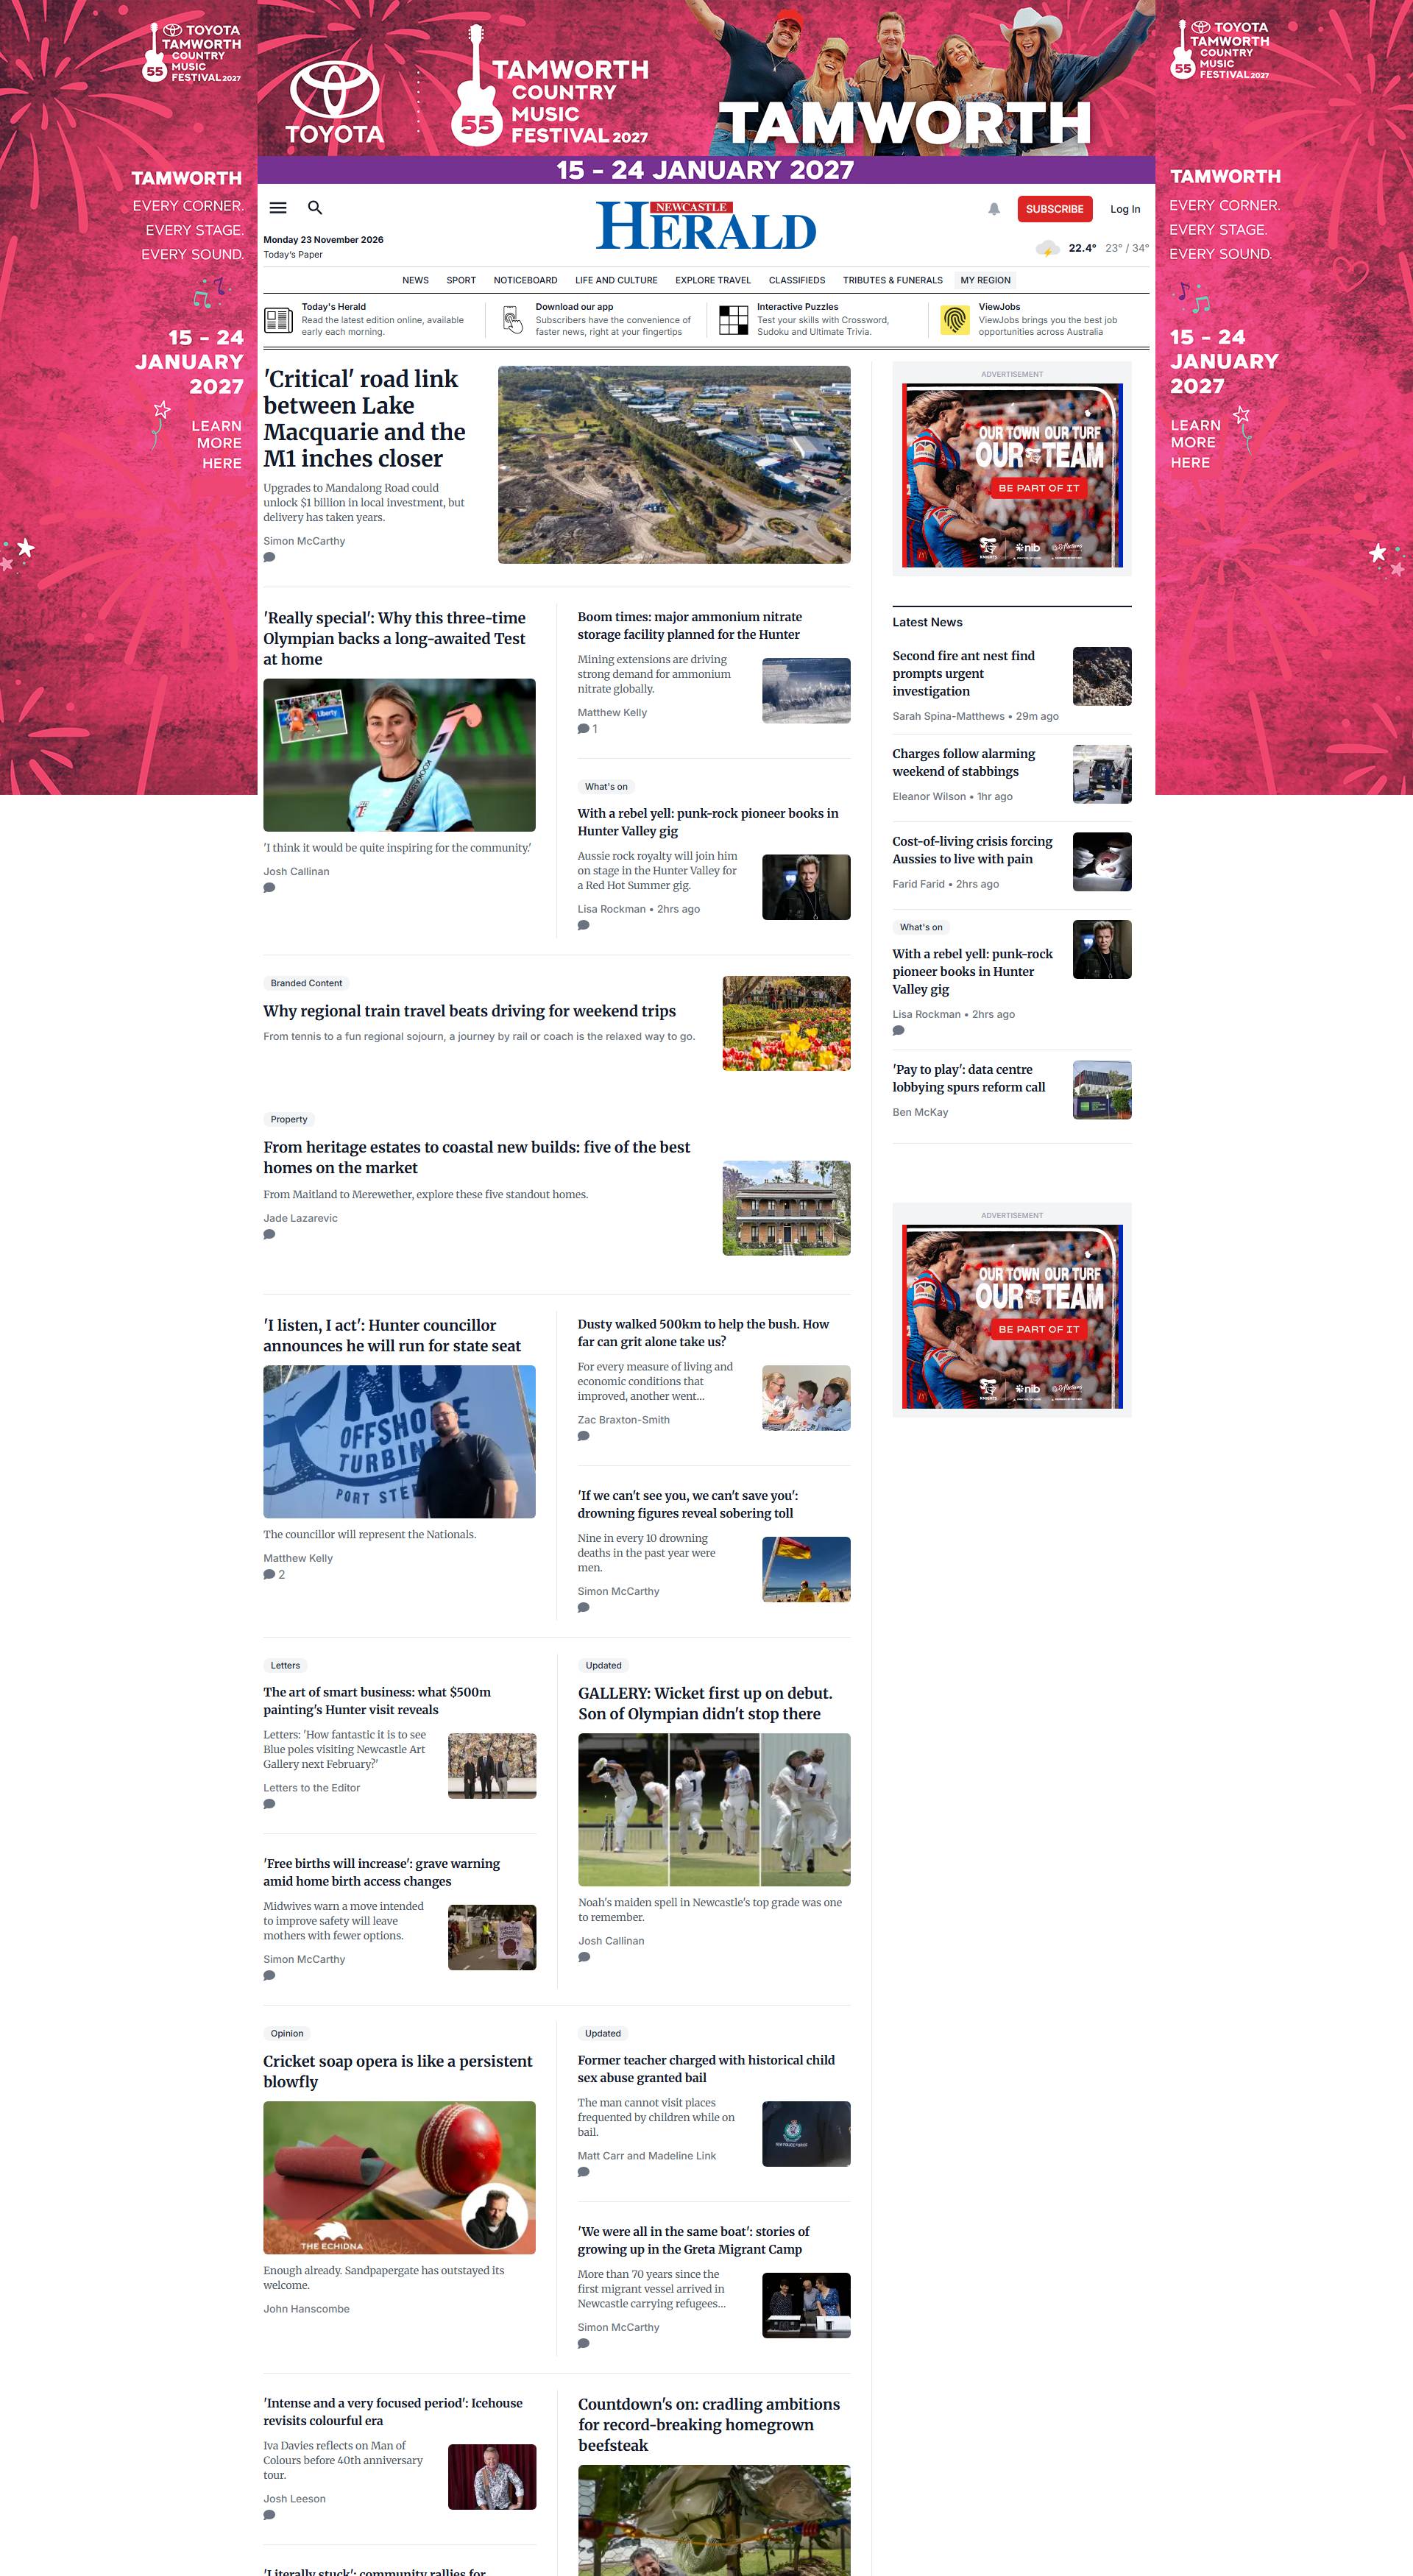 TOYOTA
TAMWORTH
COUNTRY
MUSIC
FESTIVAL 2027
55
TAMWORTH
EVERY CORNER.
EVERY STAGE.
EVERY SOUND.
15 - 24
JANUARY
2027
LEARN
MORE
HERE
TOYOTA
55
TAMWORTH
COUNTRY
MUSIC
FESTIVAL 2027
TAMWORTH
15 - 24 JANUARY 2027
TOYOTA
TAMWORTH
COUNTRY
MUSIC
FESTIVAL 2027
55
TAMWORTH
EVERY CORNER.
EVERY STAGE.
EVERY SOUND.
15 - 24
JANUARY
2027
LEARN
MORE
HERE
NEWCASTLE
HERALD
SUBSCRIBE
Log In
Monday 23 November 2026
Today's Paper
22.4° 23° / 34°
NEWS SPORT NOTICEBOARD LIFE AND CULTURE EXPLORE TRAVEL CLASSIFIEDS TRIBUTES & FUNERALS MY REGION
Today's Herald
Read the latest edition online, available
early each morning.
Download our app
Subscribers have the convenience of
faster news, right at your fingertips
Interactive Puzzles
Test your skills with Crossword,
Sudoku and Ultimate Trivia.
ViewJobs
ViewJobs brings you the best job
opportunities across Australia
'Critical' road link
between Lake
Macquarie and the
M1 inches closer
Upgrades to Mandalong Road could
unlock $1 billion in local investment, but
delivery has taken years.
Simon McCarthy
'Really special': Why this three-time
Olympian backs a long-awaited Test
at home
Liberty
KOOKA
'I think it would be quite inspiring for the community.'
Josh Callinan
Boom times: major ammonium nitrate
storage facility planned for the Hunter
Mining extensions are driving
strong demand for ammonium
nitrate globally.
Matthew Kelly
1
What's on
With a rebel yell: punk-rock pioneer books in
Hunter Valley gig
Aussie rock royalty will join him
on stage in the Hunter Valley for
a Red Hot Summer gig.
Lisa Rockman • 2hrs ago
Branded Content
Why regional train travel beats driving for weekend trips
From tennis to a fun regional sojourn, a journey by rail or coach is the relaxed way to go.
Property
From heritage estates to coastal new builds: five of the best
homes on the market
From Maitland to Merewether, explore these five standout homes.
Jade Lazarevic
'I listen, I act': Hunter councillor
announces he will run for state seat
NO
OFFSHORE
TURBIN
PORT STE
The councillor will represent the Nationals.
Matthew Kelly
2
Dusty walked 500km to help the bush. How
far can grit alone take us?
For every measure of living and
economic conditions that
improved, another went...
Zac Braxton-Smith
'If we can't see you, we can't save you':
drowning figures reveal sobering toll
Nine in every 10 drowning
deaths in the past year were
men.
Simon McCarthy
Letters
The art of smart business: what $500m
painting's Hunter visit reveals
Letters: 'How fantastic it is to see
Blue poles visiting Newcastle Art
Gallery next February?'
Letters to the Editor
'Free births will increase': grave warning
amid home birth access changes
Midwives warn a move intended
to improve safety will leave
mothers with fewer options.
Simon McCarthy
Updated
GALLERY: Wicket first up on debut.
Son of Olympian didn't stop there
7
7
Noah's maiden spell in Newcastle's top grade was one
to remember.
Josh Callinan
Opinion
Cricket soap opera is like a persistent
blowfly
THE ECHIDNA
Enough already. Sandpapergate has outstayed its
welcome.
John Hanscombe
Updated
Former teacher charged with historical child
sex abuse granted bail
The man cannot visit places
frequented by children while on
bail.
Matt Carr and Madeline Link
'We were all in the same boat': stories of
growing up in the Greta Migrant Camp
More than 70 years since the
first migrant vessel arrived in
Newcastle carrying refugees...
Simon McCarthy
'Intense and a very focused period': Icehouse
revisits colourful era
Iva Davies reflects on Man of
Colours before 40th anniversary
tour.
Josh Leeson
'Literally stuck': community rallies for
Countdown's on: cradling ambitions
for record-breaking homegrown
beefsteak
ADVERTISEMENT
OUR TOWN OUR TURF
OUR TEAM
BE PART OF IT
KNIGHTS
nib
Latest News
Second fire ant nest find
prompts urgent
investigation
Sarah Spina-Matthews • 29m ago
Charges follow alarming
weekend of stabbings
Eleanor Wilson • 1hr ago
Cost-of-living crisis forcing
Aussies to live with pain
Farid Farid • 2hrs ago
What's on
With a rebel yell: punk-rock
pioneer books in Hunter
Valley gig
Lisa Rockman • 2hrs ago
'Pay to play': data centre
lobbying spurs reform call
Ben McKay
ADVERTISEMENT
OUR TOWN OUR TURF
OUR TEAM
BE PART OF IT
KNIGHTS
nib